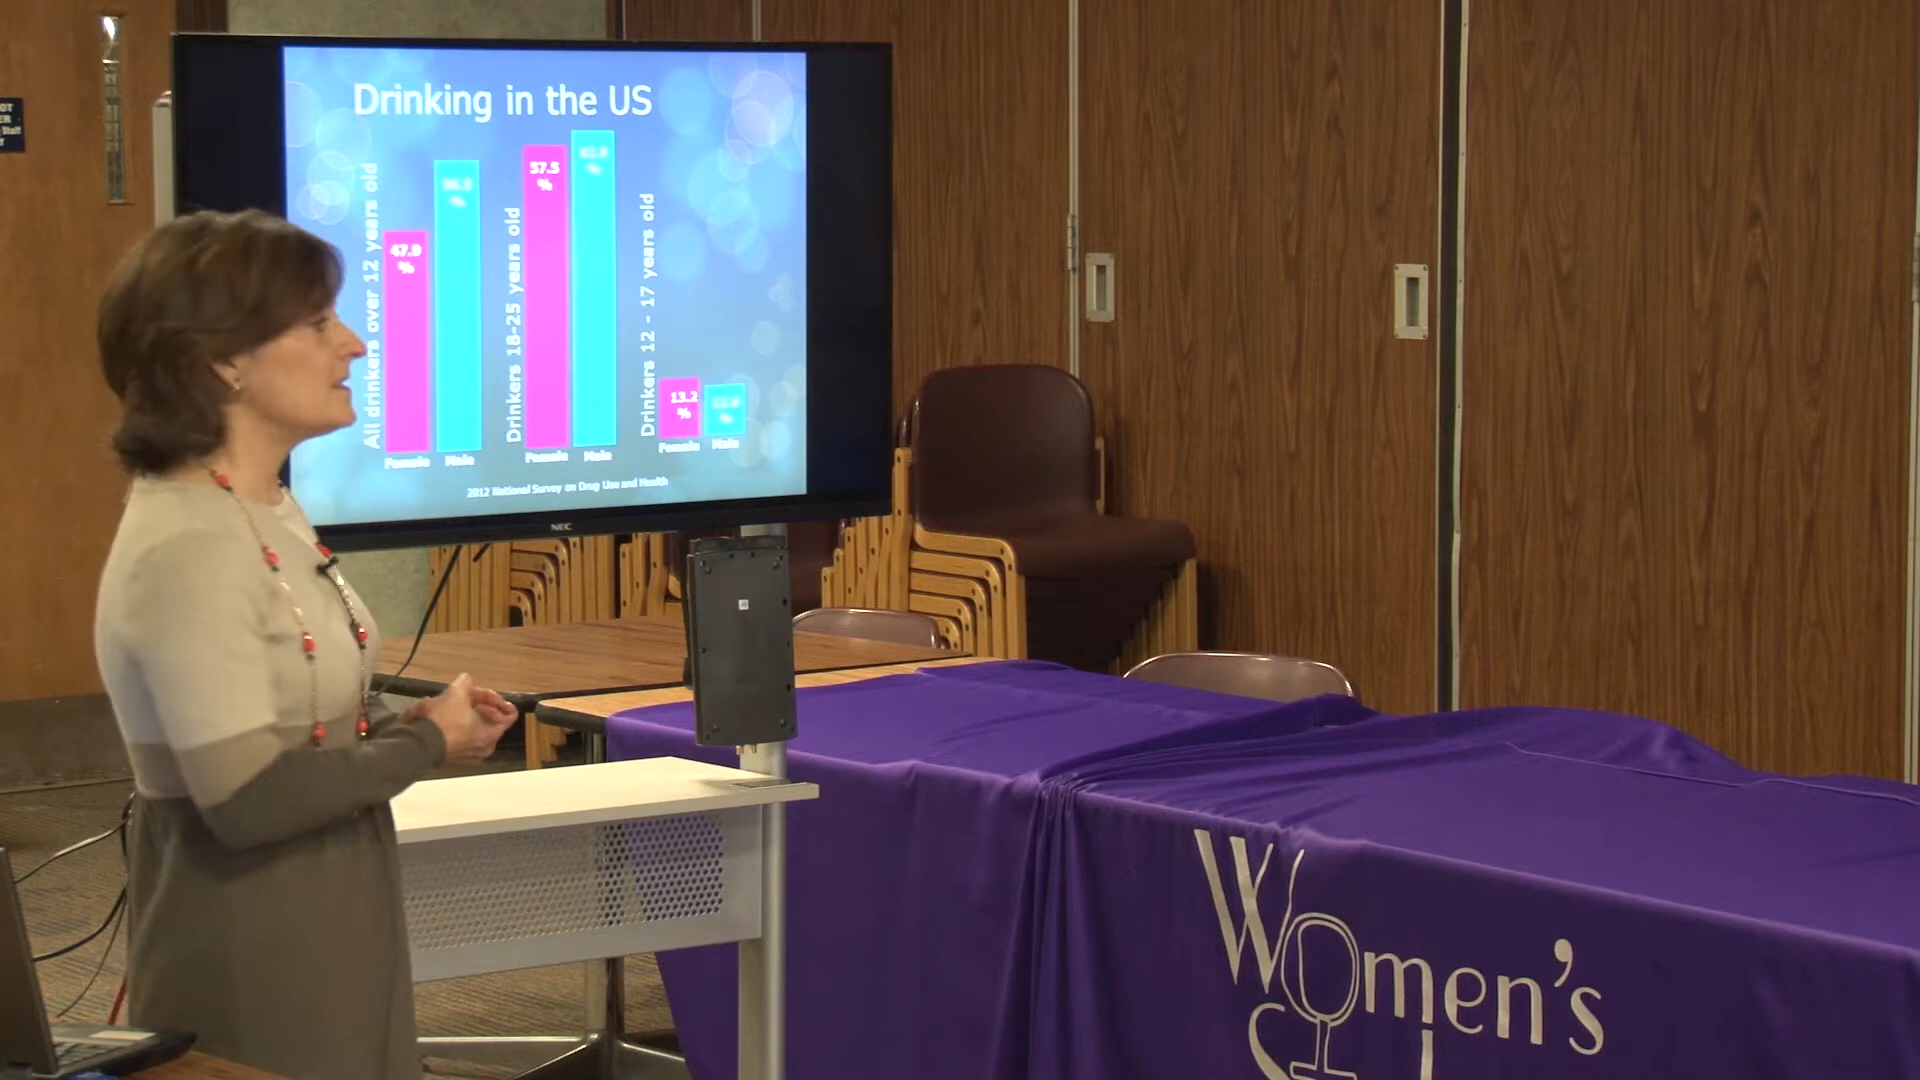 Drinking in the US
All drinkers over 12 years old
47.9
%
%
Female
Male
Drinkers 18-25 years old
57.5
%
%
Female
Male
Drinkers 12 - 17 years old
13.2
%
%
Female
Male
2012 National Survey on Drug Use and Health
NEC
Women's
Staff